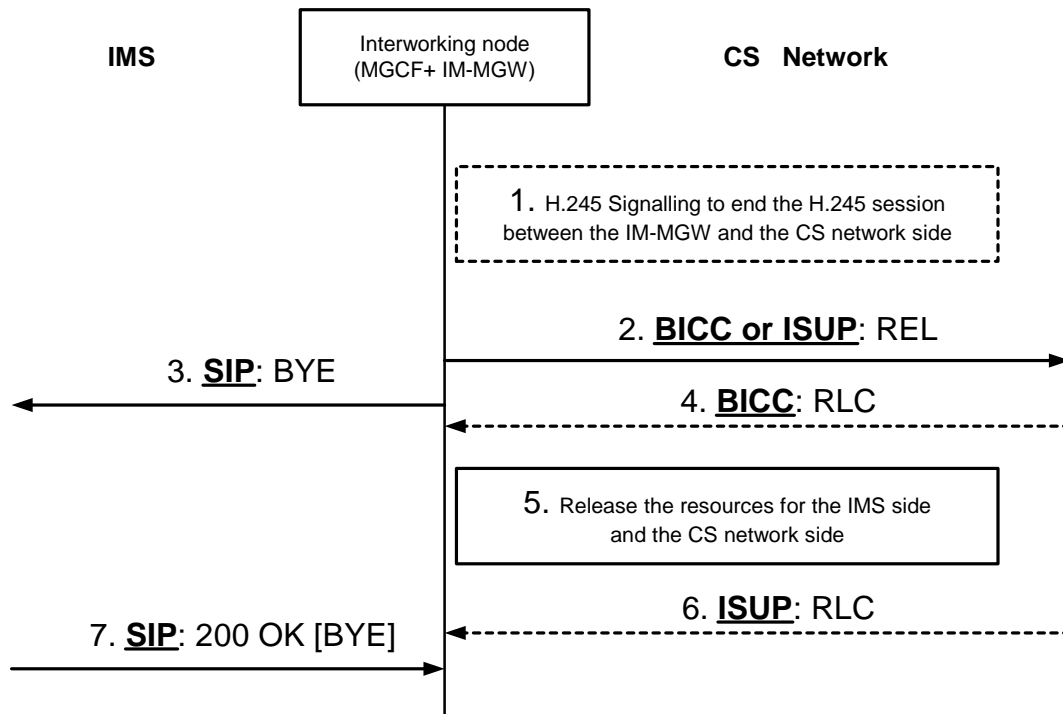 IMS
Interworking node
(MGCF+ IM-MGW)
CS Network
1. H.245 Signalling to end the H.245 session
between the IM-MGW and the CS network side
2. BICC or ISUP: REL
3. SIP: BYE
4. BICC: RLC
5. Release the resources for the IMS side
and the CS network side
6. ISUP: RLC
7. SIP: 200 OK [BYE]